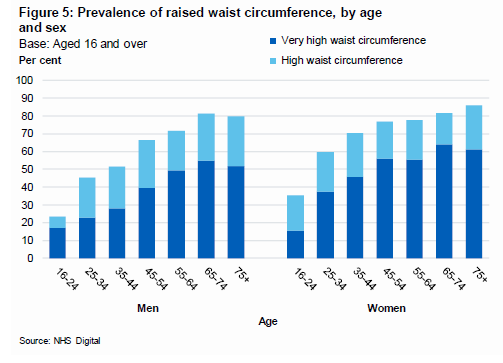 Figure 5: Prevalence of raised waist circumference, by age
and sex
Base: Aged 16 and over
Per cent
Very high waist circumference
High waist circumference
100
90
80
70
60
50
40
30
20
10
0
16-24 25-34 35-44 45-54 55-64 65-74 75+ 16-24 25-34 35-44 45-54 55-64 65-74 75+
Men Women
Age
Source: NHS Digital